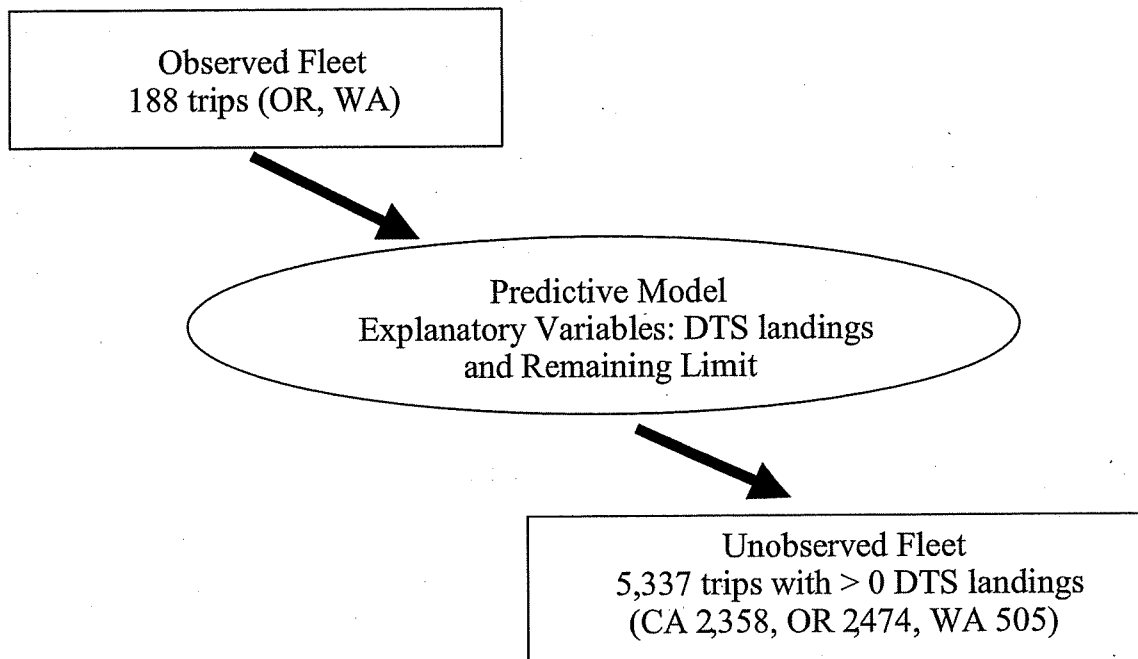 Observed Fleet
188 trips (OR, WA)
Predictive Model
Explanatory Variables: DTS landings
and Remaining Limit
Unobserved Fleet
5,337 trips with > 0 DTS landings
(CA 2,358, OR 2,474, WA 505)